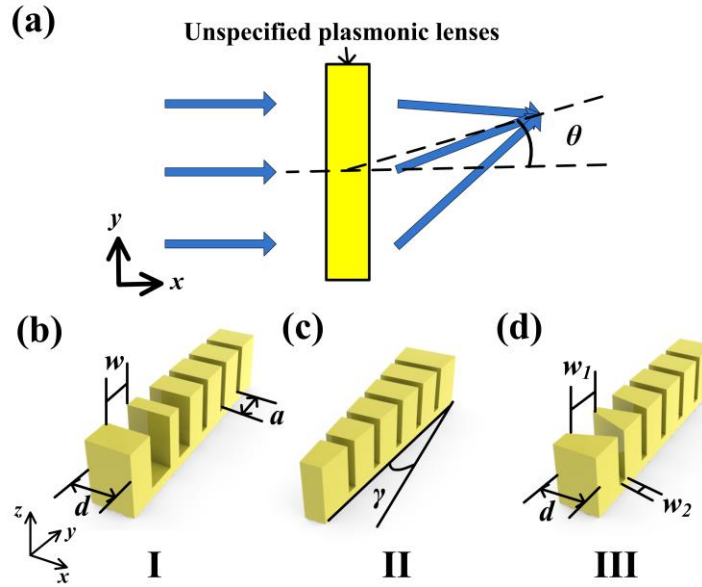 (a)
Unspecified plasmonic lenses
θ
y
x
(b)
(c)
(d)
w
a
d
z
y
x
I
γ
II
w1
w2
d
III